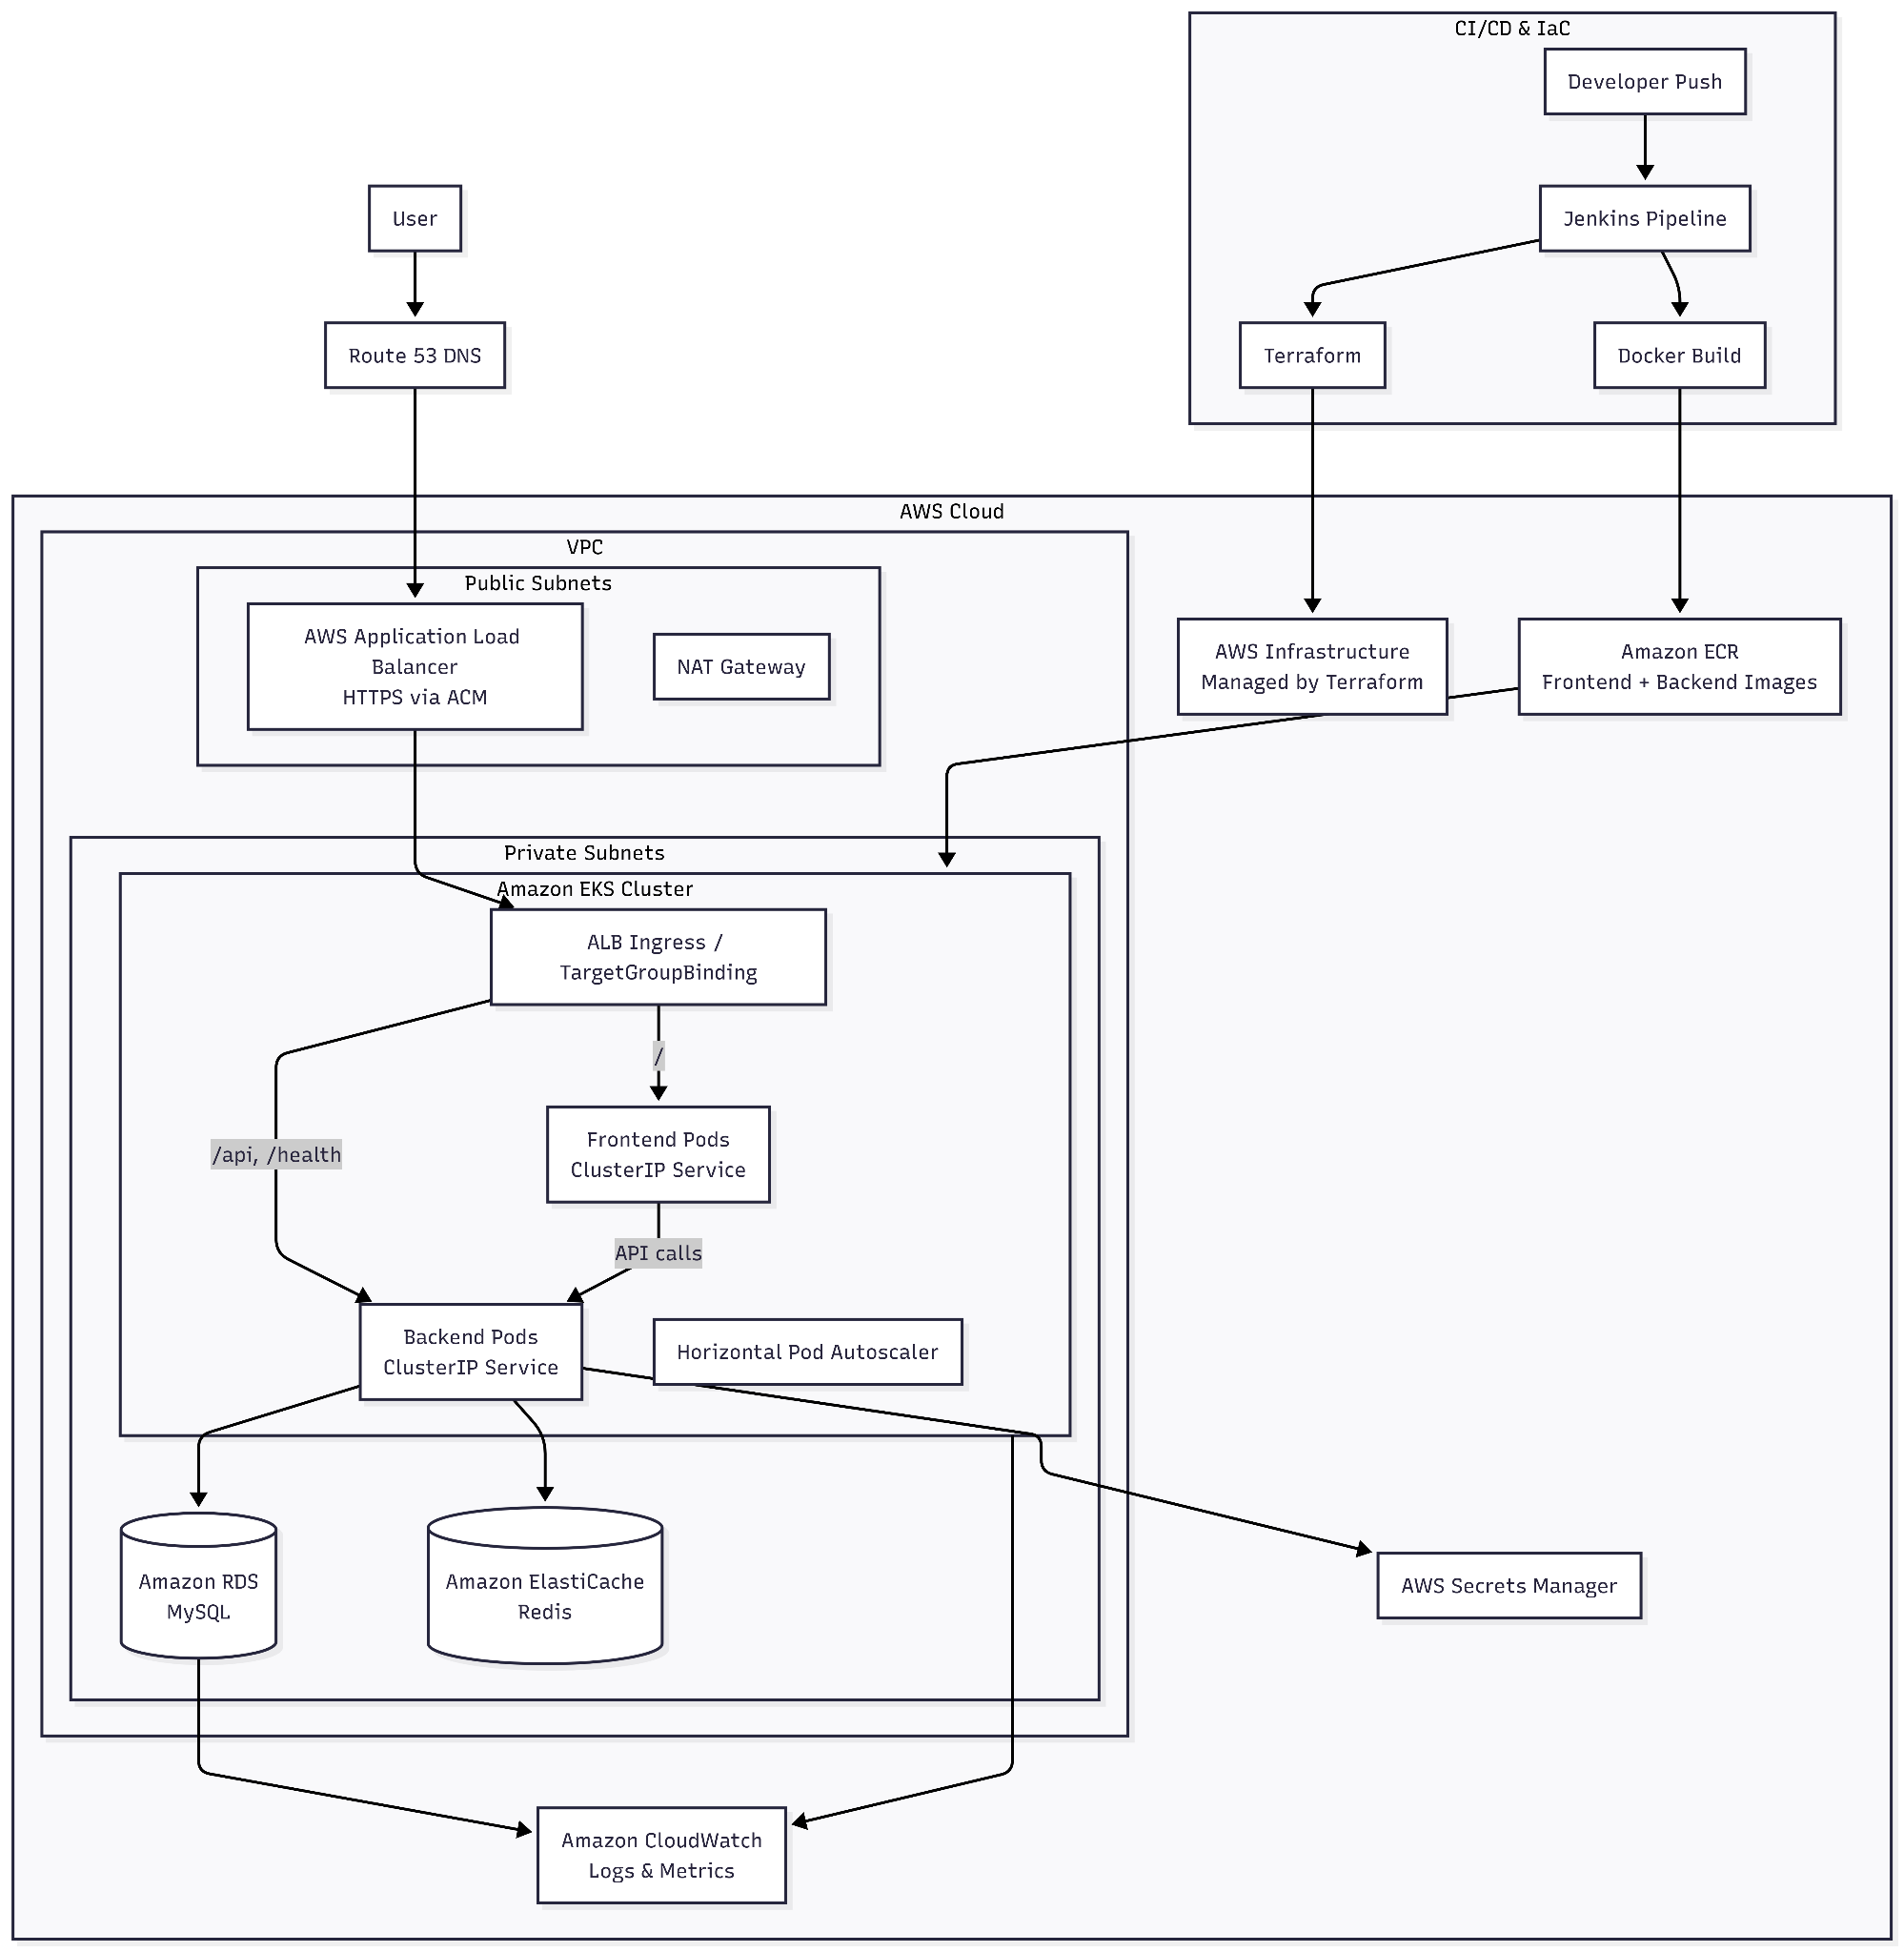 CI/CD & IaC
Developer Push
Jenkins Pipeline
User
Route 53 DNS
Terraform
Docker Build
AWS Cloud
VPC
Public Subnets
AWS Application Load
Balancer
HTTPS via ACM
NAT Gateway
AWS Infrastructure
Managed by Terraform
Amazon ECR
Frontend + Backend Images
Private Subnets
Amazon EKS Cluster
ALB Ingress /
TargetGroupBinding
/
/api, /health
Frontend Pods
ClusterIP Service
API calls
Backend Pods
ClusterIP Service
Horizontal Pod Autoscaler
Amazon RDS
MySQL
Amazon ElastiCache
Redis
AWS Secrets Manager
Amazon CloudWatch
Logs & Metrics